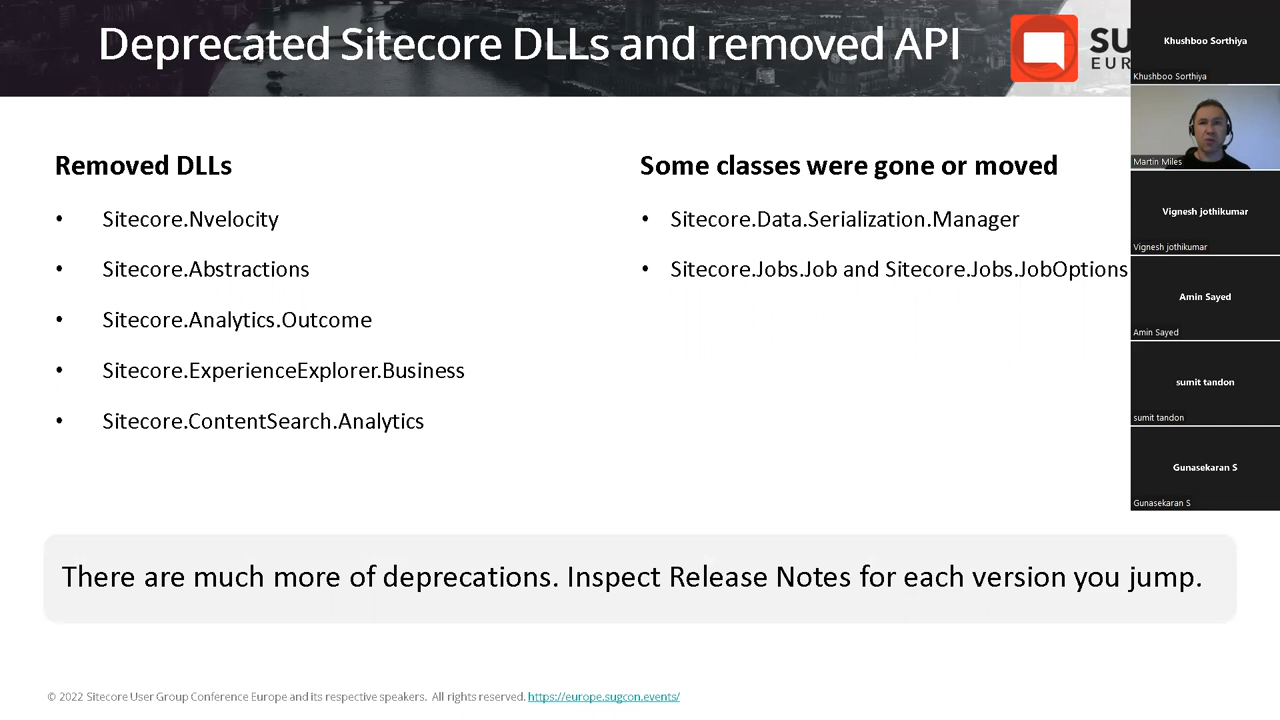 Deprecated Sitecore DLLs and removed API
SU
EUR
Removed DLLs
• Sitecore.Nvelocity
• Sitecore.Abstractions
• Sitecore.Analytics.Outcome
• Sitecore.ExperienceExplorer.Business
• Sitecore.ContentSearch.Analytics
Some classes were gone or moved
• Sitecore.Data.Serialization.Manager
• Sitecore.Jobs.Job and Sitecore.Jobs.JobOptions
There are much more of deprecations. Inspect Release Notes for each version you jump.
© 2022 Sitecore User Group Conference Europe and its respective speakers. All rights reserved. https://europe.sugcon.events/
Khushboo Sorthiya
Khushboo Sorthiya
Martin Miles
Vignesh jothikumar
Vignesh jothikumar
Amin Sayed
Amin Sayed
sumit tandon
sumit tandon
Gunasekaran S
Gunasekaran S